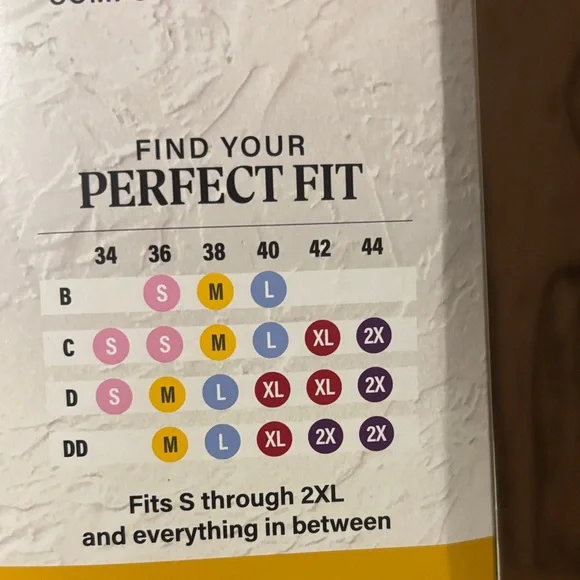 FIND YOUR
PERFECT FIT
34 36 38 40 42 44
B S M L
C S S M L XL 2X
D S M L XL XL 2X
DD M L XL 2X 2X
Fits S through 2XL
and everything in between